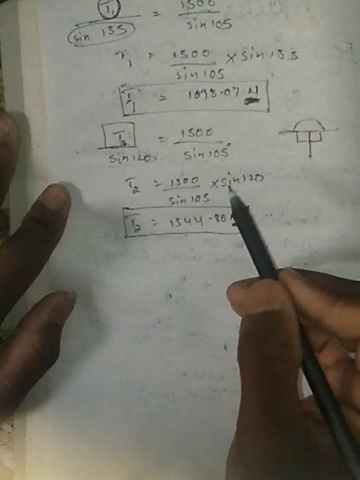 T₁ = 1500
sin 135 sin 105
T₁ = 1500 × sin 135
sin 105
T₁ = 1098.07 N
T₂ = 1500
sin 120 sin 105
T₂ = 1500 × sin 120
sin 105
T₂ = 1344.86